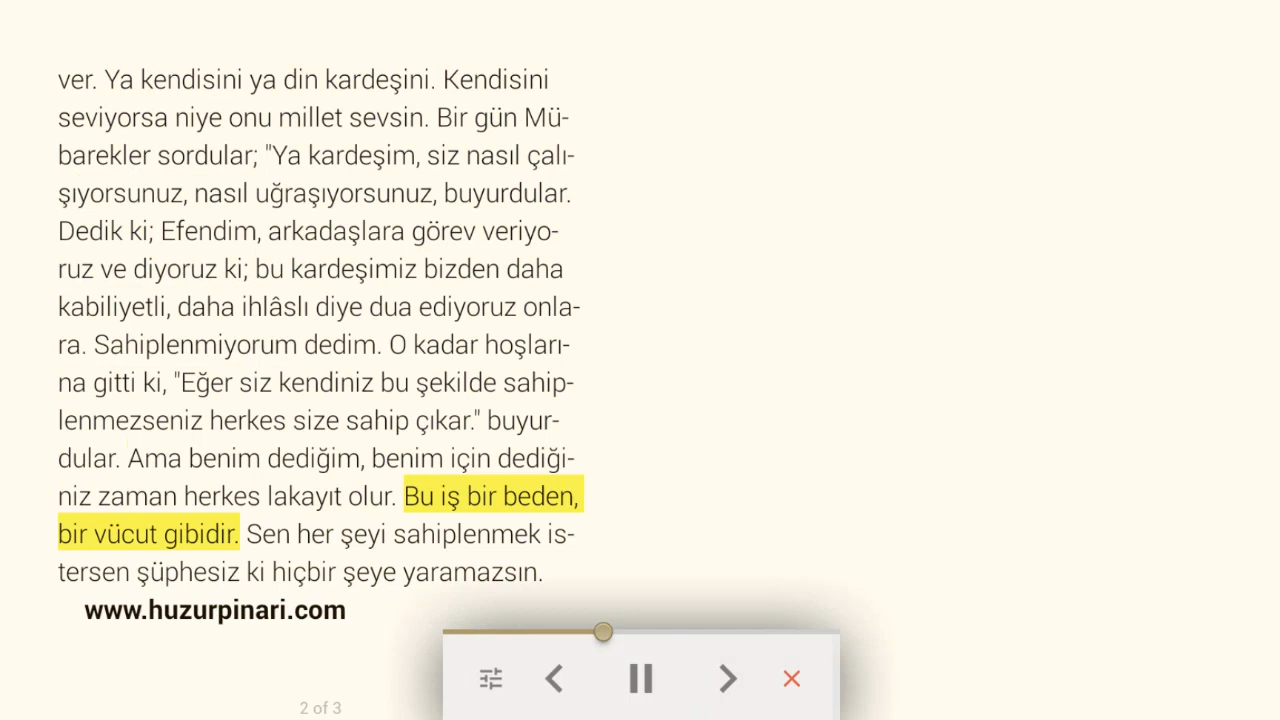 ver. Ya kendisini ya din kardeşini. Kendisini
seviyorsa niye onu millet sevsin. Bir gün Mü-
barekler sordular; "Ya kardeşim, siz nasıl çalı-
şıyorsunuz, nasıl uğraşıyorsunuz, buyurdular.
Dedik ki; Efendim, arkadaşlara görev veriyo-
ruz ve diyoruz ki; bu kardeşimiz bizden daha
kabiliyetli, daha ihlâslı diye dua ediyoruz onla-
ra. Sahiplenmiyorum dedim. O kadar hoşları-
na gitti ki, "Eğer siz kendiniz bu şekilde sahip-
lenmezseniz herkes size sahip çıkar." buyur-
dular. Ama benim dediğim, benim için dediği-
niz zaman herkes lakayıt olur. Bu iş bir beden,
bir vücut gibidir. Sen her şeyi sahiplenmek is-
tersen şüphesiz ki hiçbir şeye yaramazsın.
www.huzurpinari.com
2 of 3